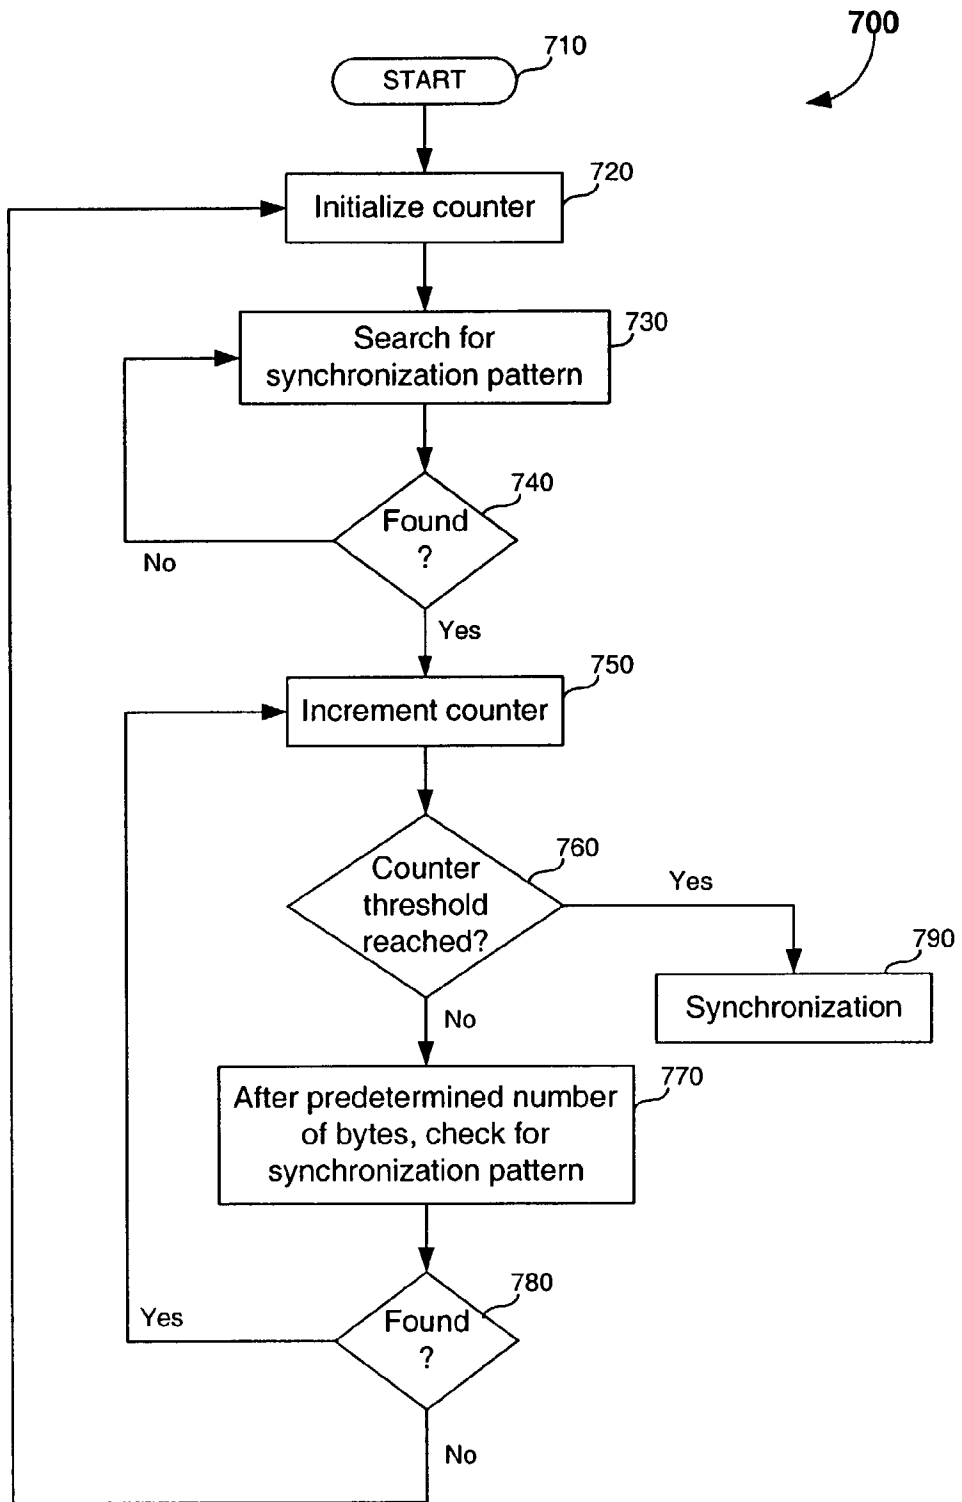 700
710
START
720
Initialize counter
730
Search for
synchronization pattern
740
Found
?
No
Yes
750
Increment counter
760
Counter
threshold
reached?
Yes
790
Synchronization
No
770
After predetermined number
of bytes, check for
synchronization pattern
780
Found
?
Yes
No